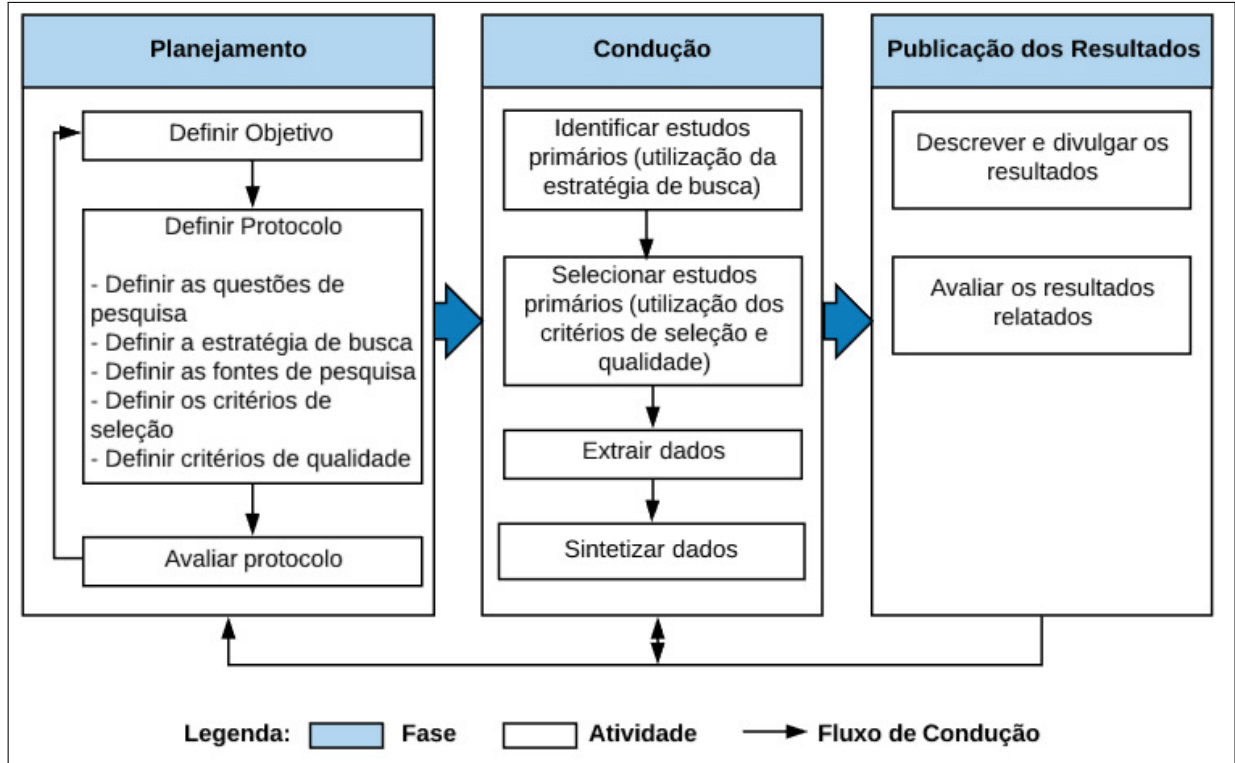 Planejamento
Definir Objetivo
Definir Protocolo
- Definir as questões de
pesquisa
- Definir a estratégia de busca
- Definir as fontes de pesquisa
- Definir os critérios de
seleção
- Definir critérios de qualidade
Avaliar protocolo
Condução
Identificar estudos
primários (utilização da
estratégia de busca)
Selecionar estudos
primários (utilização dos
critérios de seleção e
qualidade)
Extrair dados
Sintetizar dados
Publicação dos Resultados
Descrever e divulgar os
resultados
Avaliar os resultados
relatados
Legenda: Fase Atividade Fluxo de Condução